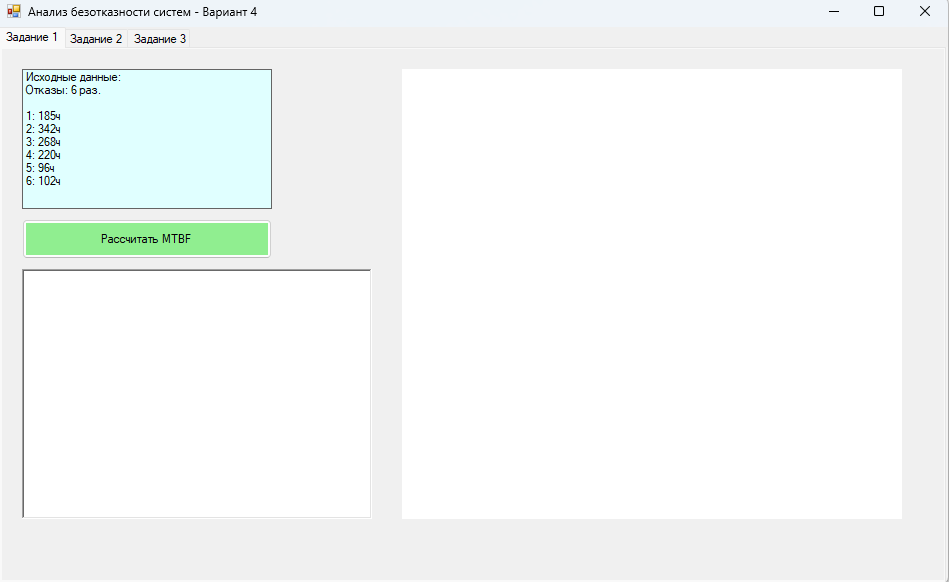 Анализ безотказности систем - Вариант 4
Задание 1 Задание 2 Задание 3
Исходные данные:
Отказы: 6 раз.
1: 185ч
2: 342ч
3: 268ч
4: 220ч
5: 96ч
6: 102ч
Рассчитать MTBF